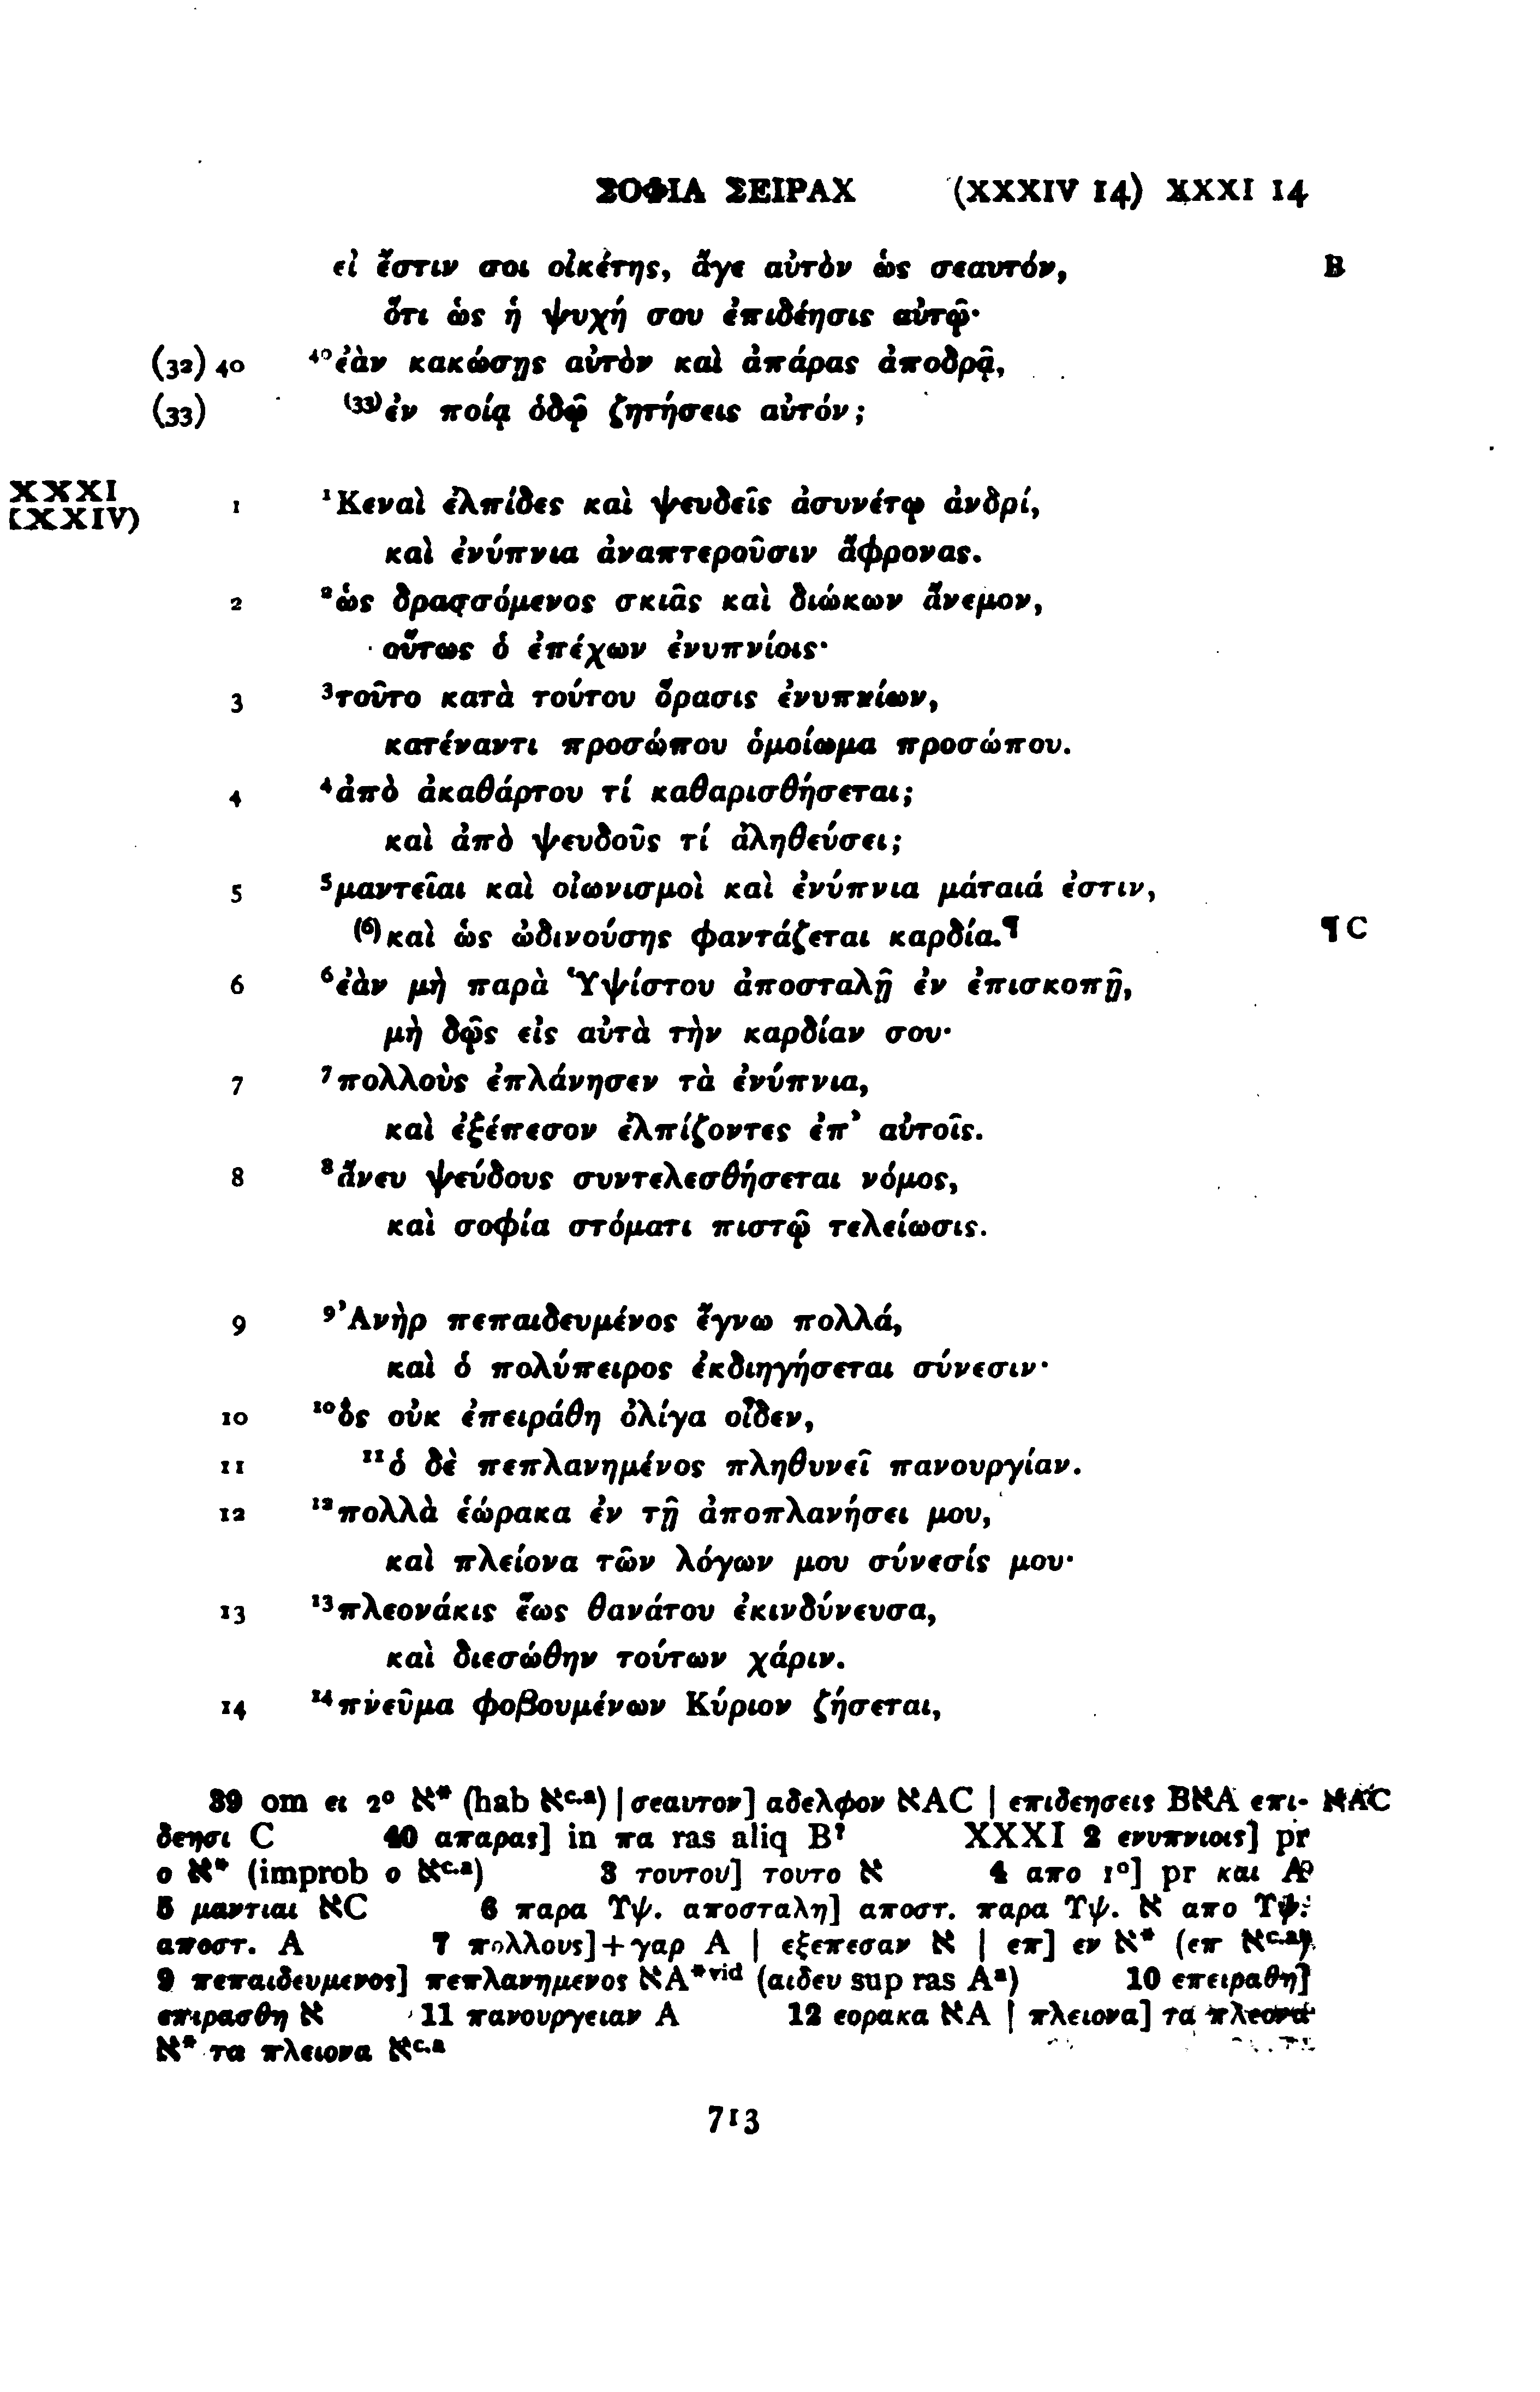 ΣΟΦΙΑ ΣΕΙΡΑΧ (XXXIV 14) XXXI 14
εἰ ἔστιν σοι οἰκέτης, ἄγε αὐτὸν ὡς σεαυτόν, B
ὅτι ὡς ἡ ψυχή σου ἐπιδέησις αὐτῷ·
(32) 40 ⁴⁰ἐὰν κακώσῃς αὐτὸν καὶ ἀπάρας ἀποδρᾷ,
(33) ⁽³³⁾ἐν ποίᾳ ὁδῷ ζητήσεις αὐτόν;
XXXI
(XXXIV) 1 ¹Κεναὶ ἐλπίδες καὶ ψευδεῖς ἀσυνέτῳ ἀνδρί,
καὶ ἐνύπνια ἀναπτεροῦσιν ἄφρονας.
2 ²ὡς δρασσόμενος σκιᾶς καὶ διώκων ἄνεμον,
οὕτως ὁ ἐπέχων ἐνυπνίοις·
3 ³τοῦτο κατὰ τούτου ὅρασις ἐνυπνίων,
κατέναντι προσώπου ὁμοίωμα προσώπου.
4 ⁴ἀπὸ ἀκαθάρτου τί καθαρισθήσεται;
καὶ ἀπὸ ψευδοῦς τί ἀληθεύσει;
5 ⁵μαντεῖαι καὶ οἰωνισμοὶ καὶ ἐνύπνια μάταιά ἐστιν,
⁽⁶⁾καὶ ὡς ὠδινούσης φαντάζεται καρδία.¶ ¶ C
6 ⁶ἐὰν μὴ παρὰ Ὑψίστου ἀποσταλῇ ἐν ἐπισκοπῇ,
μὴ δῷς εἰς αὐτὰ τὴν καρδίαν σου·
7 ⁷πολλοὺς ἐπλάνησεν τὰ ἐνύπνια,
καὶ ἐξέπεσον ἐλπίζοντες ἐπ᾽ αὐτοῖς.
8 ⁸ἄνευ ψεύδους συντελεσθήσεται νόμος,
καὶ σοφία στόματι πιστῷ τελείωσις.
9 ⁹Ἀνὴρ πεπαιδευμένος ἔγνω πολλά,
καὶ ὁ πολύπειρος ἐκδιηγήσεται σύνεσιν·
10 ¹⁰ὃς οὐκ ἐπειράθη ὀλίγα οἶδεν,
11 ¹¹ὁ δὲ πεπλανημένος πληθυνεῖ πανουργίαν.
12 ¹²πολλὰ ἑώρακα ἐν τῇ ἀποπλανήσει μου,
καὶ πλείονα τῶν λόγων μου σύνεσίς μου·
13 ¹³πλεονάκις ἕως θανάτου ἐκινδύνευσα,
καὶ διεσώθην τούτων χάριν.
14 ¹⁴πνεῦμα φοβουμένων Κύριον ζήσεται,
39 om ει 2° א* (hab אᶜ·ᵃ) | σεαυτον] αδελφον אAC | επιδεησεις BאA επι- אAC
δεησι C 40 απαρας] in πα ras aliq B? XXXI 2 ενυπνιοις] pr
ο א* (improb ο אᶜ·ᵃ) 3 τουτου] τουτο א 4 απο 1°] pr και A
5 μαντιαι אC 6 παρα Υψ. αποσταλη] αποστ. παρα Υψ. א απο Υψ.
αποστ. A 7 πολλους]+γαρ A | εξεπεσαν א | επ] εν א* (επ אᶜ·ᵃ)
9 πεπαιδευμενος] πεπλανημενος אA*ᵛⁱᵈ (αιδευ sup ras Aᵃ) 10 επειραθη]
επιρασθη א 11 πανουργειαν A 12 εορακα אA | πλειονα] τα πλεονα
א* τα πλειονα אᶜ·ᵃ
713